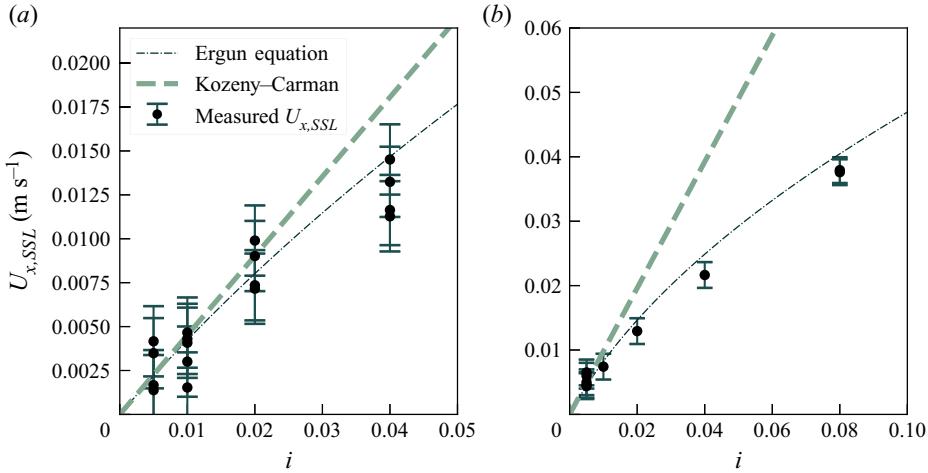 (a)
(b)
0.0200
0.0175
0.0150
0.0125
0.0100
0.0075
0.0050
0.0025
U_{x,SSL} (m s⁻¹)
Ergun equation
Kozeny–Carman
Measured U_{x,SSL}
0 0.01 0.02 0.03 0.04 0.05
i
0.06
0.05
0.04
0.03
0.02
0.01
0 0.02 0.04 0.06 0.08 0.10
i